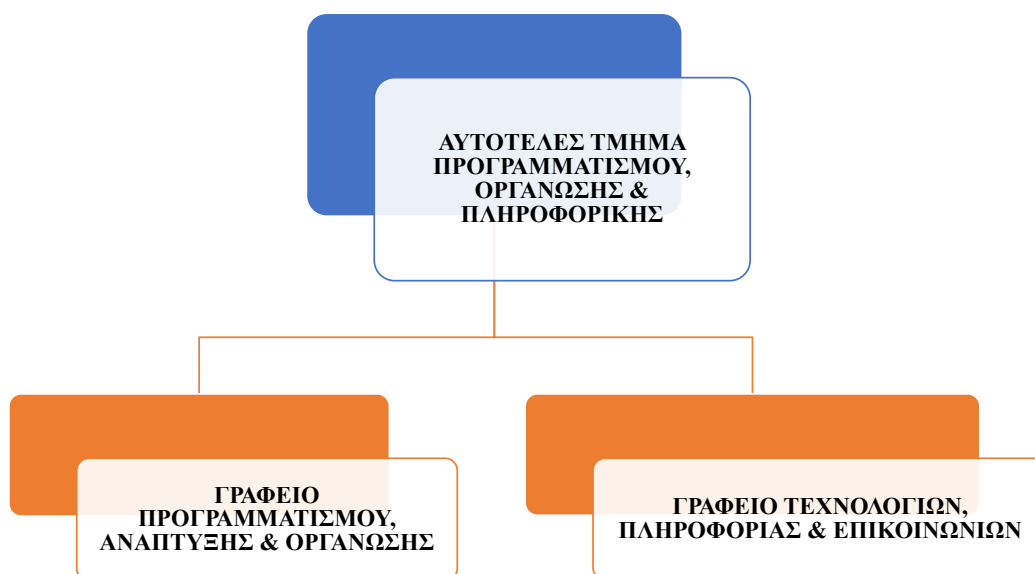 ΑΥΤΟΤΕΛΕΣ ΤΜΗΜΑ
ΠΡΟΓΡΑΜΜΑΤΙΣΜΟΥ,
ΟΡΓΑΝΩΣΗΣ &
ΠΛΗΡΟΦΟΡΙΚΗΣ
ΓΡΑΦΕΙΟ
ΠΡΟΓΡΑΜΜΑΤΙΣΜΟΥ,
ΑΝΑΠΤΥΞΗΣ & ΟΡΓΑΝΩΣΗΣ
ΓΡΑΦΕΙΟ ΤΕΧΝΟΛΟΓΙΩΝ,
ΠΛΗΡΟΦΟΡΙΑΣ & ΕΠΙΚΟΙΝΩΝΙΩΝ